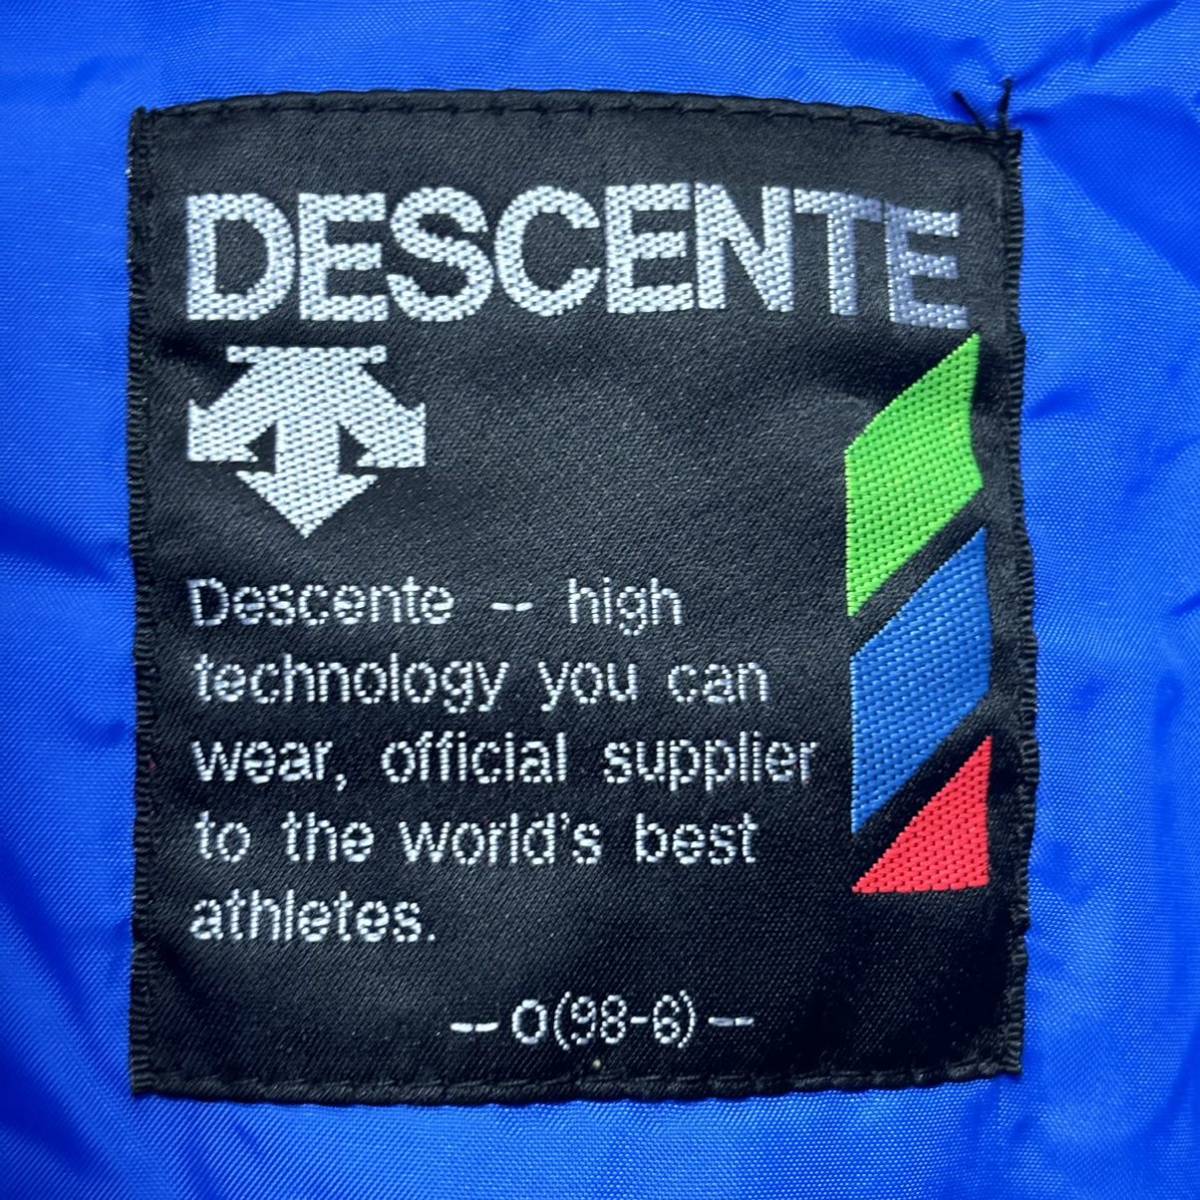 DESCENTE
Descente -- high
technology you can
wear, official supplier
to the world's best
athletes.
-- O(98-6) --